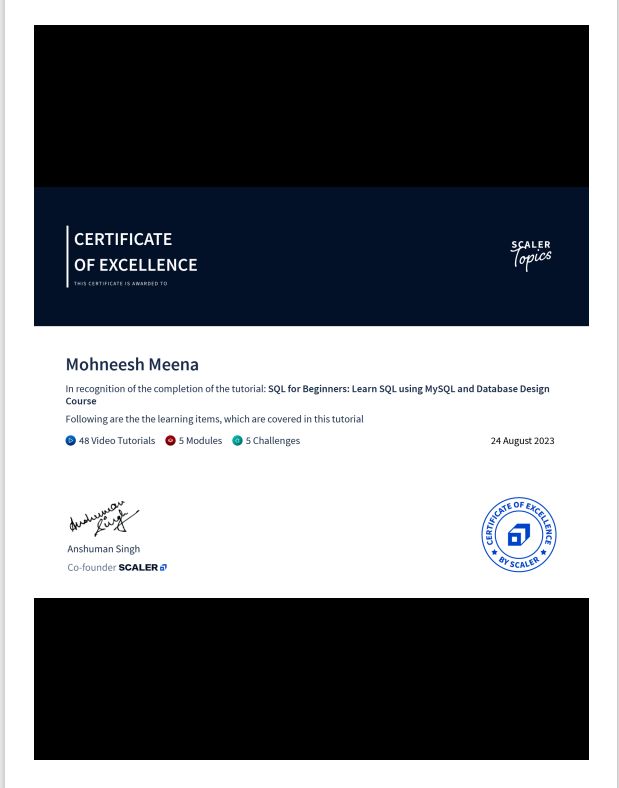 CERTIFICATE
OF EXCELLENCE
THIS CERTIFICATE IS AWARDED TO
SCALER
Topics
Mohneesh Meena
In recognition of the completion of the tutorial: SQL for Beginners: Learn SQL using MySQL and Database Design
Course
Following are the the learning items, which are covered in this tutorial
48 Video Tutorials 5 Modules 5 Challenges 24 August 2023
Anshuman
Singh
Anshuman Singh
Co-founder SCALER
CERTIFICATE OF EXCELLENCE
BY SCALER